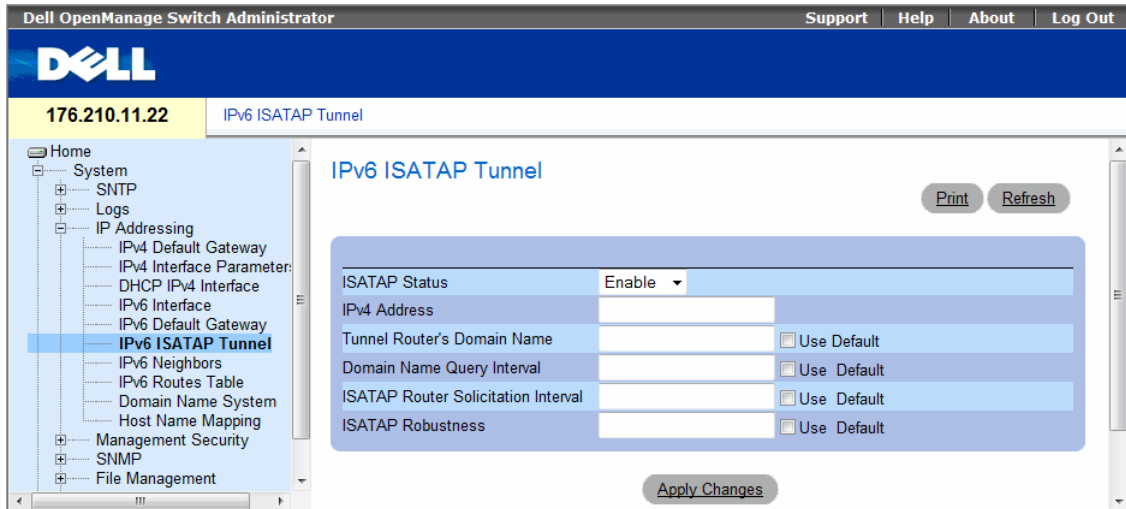 Dell OpenManage Switch Administrator
Support Help About Log Out
DELL
176.210.11.22
IPv6 ISATAP Tunnel
Home
System
SNTP
Logs
IP Addressing
IPv4 Default Gateway
IPv4 Interface Parameter
DHCP IPv4 Interface
IPv6 Interface
IPv6 Default Gateway
IPv6 ISATAP Tunnel
IPv6 Neighbors
IPv6 Routes Table
Domain Name System
Host Name Mapping
Management Security
SNMP
File Management
IPv6 ISATAP Tunnel
Print Refresh
ISATAP Status Enable
IPv4 Address
Tunnel Router's Domain Name Use Default
Domain Name Query Interval Use Default
ISATAP Router Solicitation Interval Use Default
ISATAP Robustness Use Default
Apply Changes